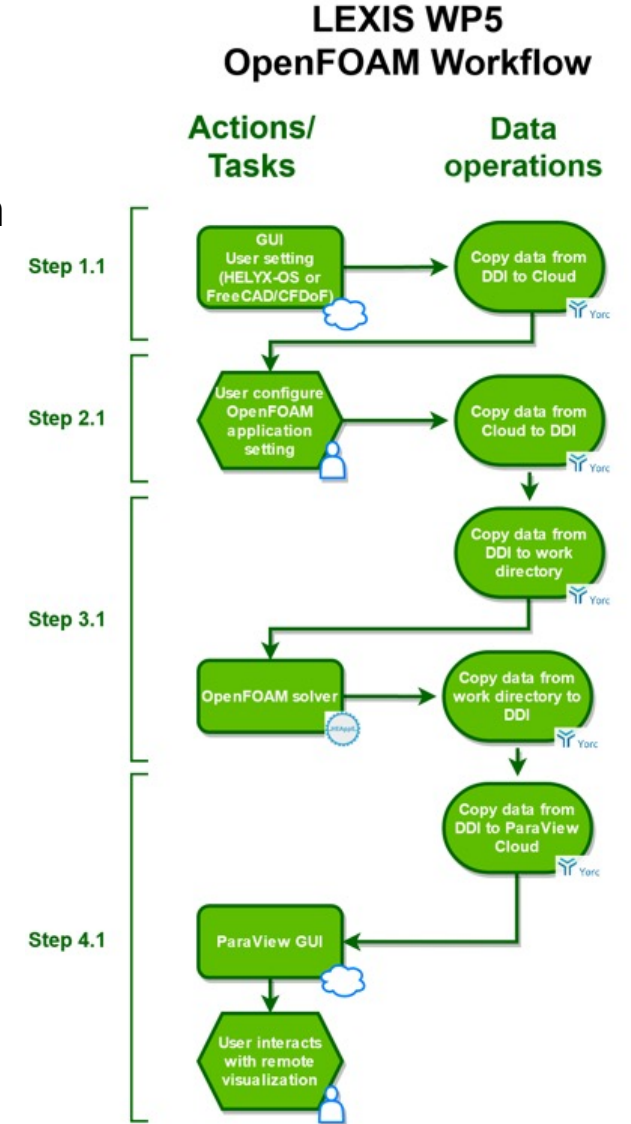 LEXIS WP5
OpenFOAM Workflow
Actions/
Tasks
Data
operations
Step 1.1
GUI
User setting
(HELYX-OS or
FreeCAD/CFDoF)
Copy data from
DDI to Cloud
Yorc
Step 2.1
User configure
OpenFOAM
application
setting
Copy data from
Cloud to DDI
Yorc
Copy data from
DDI to work
directory
Yorc
Step 3.1
OpenFOAM solver
Copy data from
work directory to
DDI
Yorc
Copy data from
DDI to ParaView
Cloud
Yorc
Step 4.1
ParaView GUI
User interacts
with remote
visualization